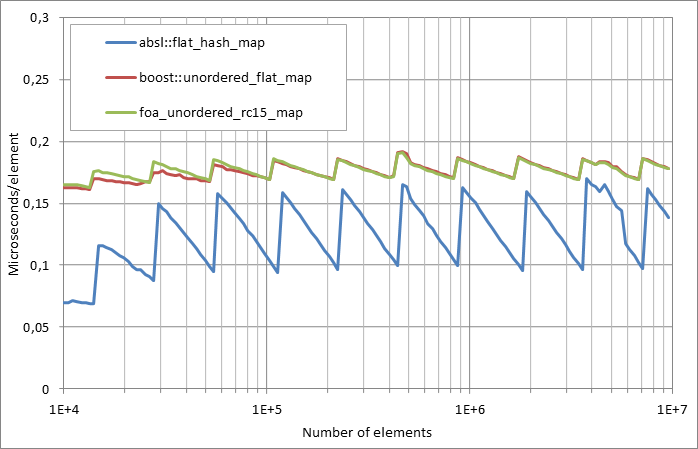 0,3
absl::flat_hash_map
0,25
boost::unordered_flat_map
foa_unordered_rc15_map
0,2
Microseconds/element
0,15
0,1
0,05
0
1E+4 1E+5 1E+6 1E+7
Number of elements